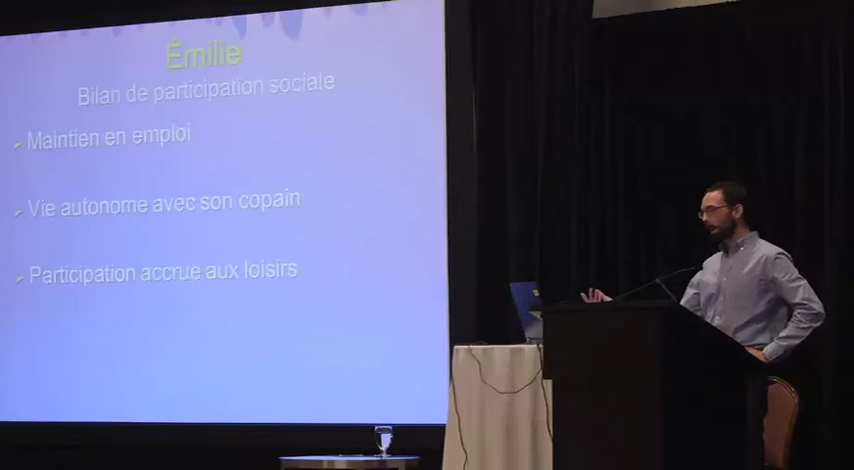 Émilie
Bilan de participation sociale
Maintien en emploi
Vie autonome avec son copain
Participation accrue aux loisirs